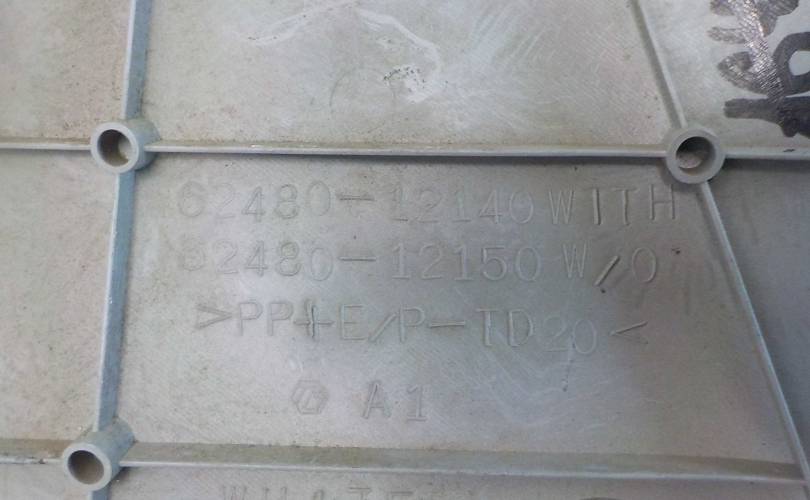 62480-12140 WITH
62480-12150 W/O
>PP+E/P-TD20<
A1